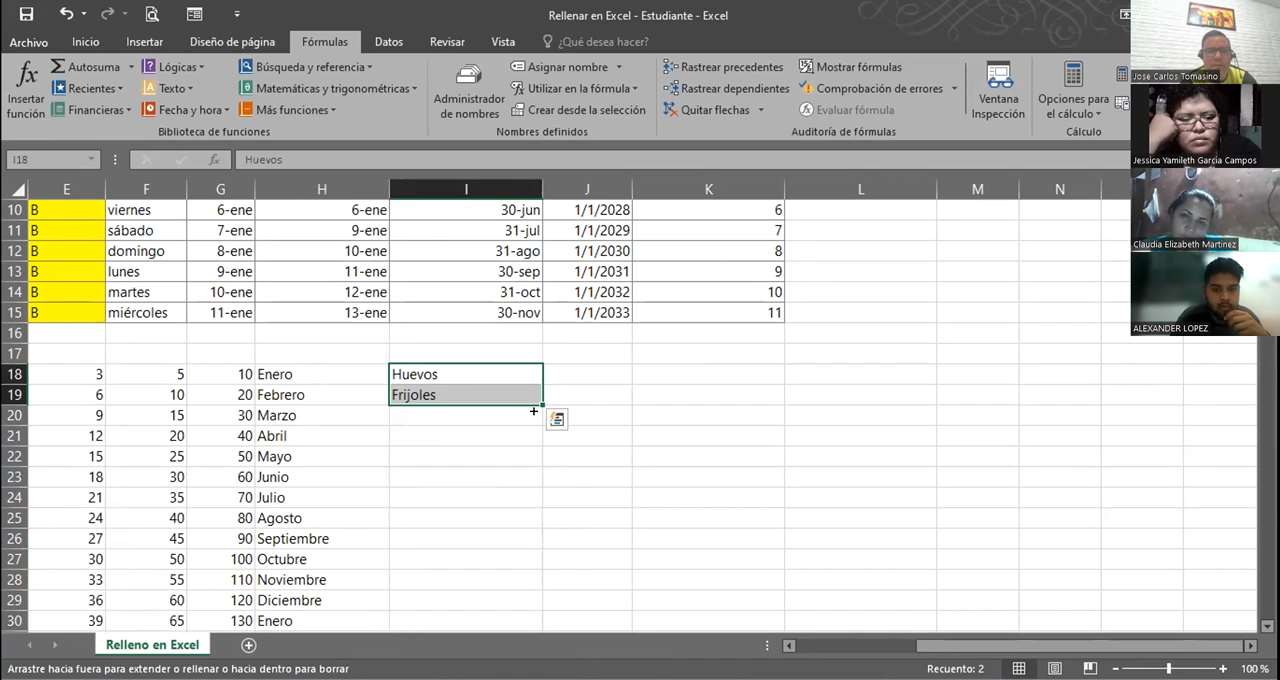 Rellenar en Excel - Estudiante - Excel
Archivo Inicio Insertar Diseño de página Fórmulas Datos Revisar Vista ¿Qué desea hacer?
fx Insertar función
Autosuma Lógicas Búsqueda y referencia
Recientes Texto Matemáticas y trigonométricas
Financieras Fecha y hora Más funciones
Biblioteca de funciones
Administrador de nombres
Asignar nombre
Utilizar en la fórmula
Crear desde la selección
Nombres definidos
Rastrear precedentes Mostrar fórmulas
Rastrear dependientes Comprobación de errores
Quitar flechas Evaluar fórmula
Auditoría de fórmulas
Ventana Inspección
Opciones para el cálculo
Cálculo
Jose Carlos Tomasino
Jessica Yamileth Garcia Campos
Claudia Elizabeth Martinez
ALEXANDER LOPEZ
I18 fx Huevos
E F G H I J K L M N
10 B viernes 6-ene 6-ene 30-jun 1/1/2028 6
11 B sábado 7-ene 9-ene 31-jul 1/1/2029 7
12 B domingo 8-ene 10-ene 31-ago 1/1/2030 8
13 B lunes 9-ene 11-ene 30-sep 1/1/2031 9
14 B martes 10-ene 12-ene 31-oct 1/1/2032 10
15 B miércoles 11-ene 13-ene 30-nov 1/1/2033 11
16
17
18 3 5 10 Enero Huevos
19 6 10 20 Febrero Frijoles
20 9 15 30 Marzo
21 12 20 40 Abril
22 15 25 50 Mayo
23 18 30 60 Junio
24 21 35 70 Julio
25 24 40 80 Agosto
26 27 45 90 Septiembre
27 30 50 100 Octubre
28 33 55 110 Noviembre
29 36 60 120 Diciembre
30 39 65 130 Enero
Relleno en Excel
Arrastre hacia fuera para extender o rellenar o hacia dentro para borrar Recuento: 2 100 %